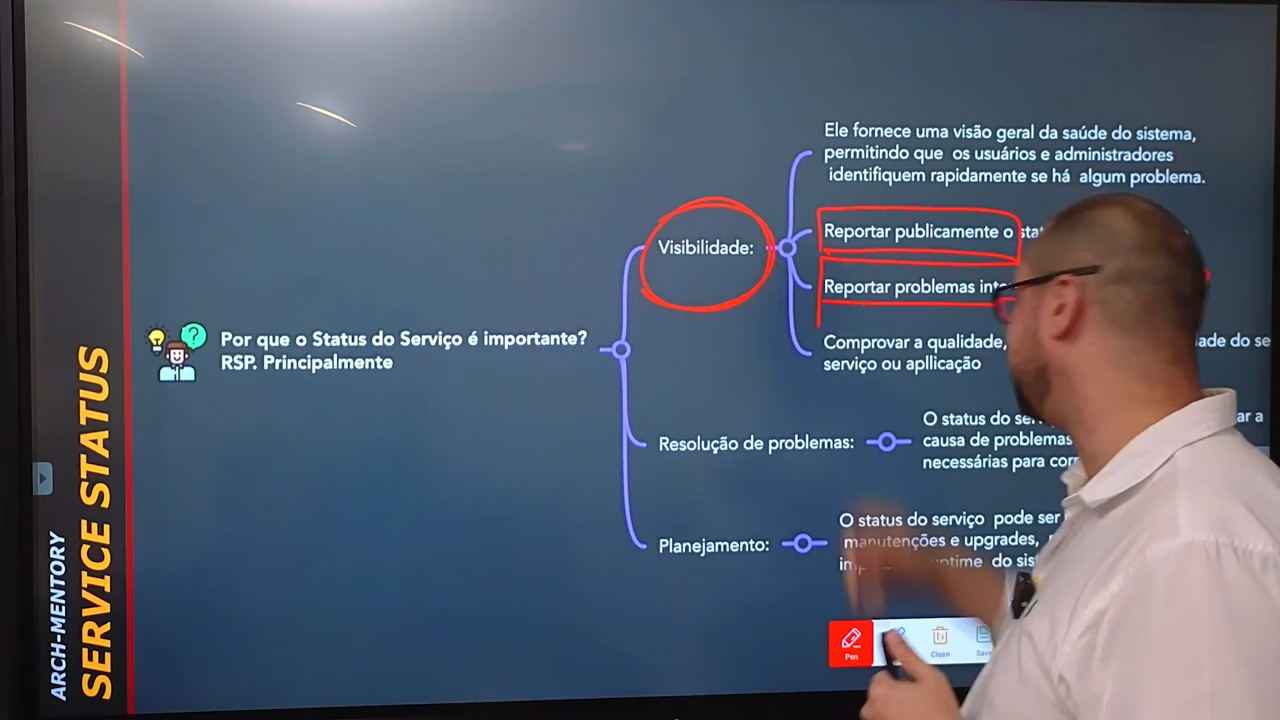 ARCH-MENTORY
SERVICE STATUS
Por que o Status do Serviço é importante?
RSP. Principalmente
Visibilidade:
Ele fornece uma visão geral da saúde do sistema,
permitindo que os usuários e administradores
identifiquem rapidamente se há algum problema.
Reportar publicamente o
Reportar problemas
Comprovar a qualidade,
serviço ou apllicação
do
Resolução de problemas:
O status do
causa de problemas
necessárias para
a
Planejamento:
O status do serviço pode ser
manutenções e upgrades,
do
Pen
Clean
Save